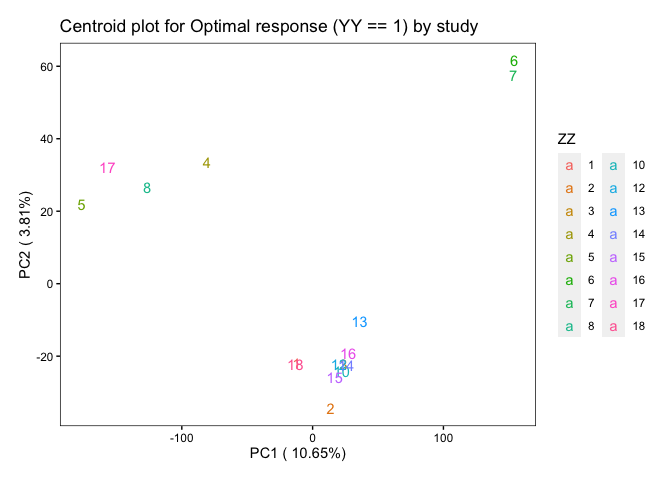 Centroid plot for Optimal response (YY == 1) by study
6
7
60
40
20
0
-20
17
4
8
5
13
16
18
12
14
10
15
2
-100
0
100
PC1 ( 10.65%)
PC2 ( 3.81%)
ZZ
a 1 a 10
a 2 a 12
a 3 a 13
a 4 a 14
a 5 a 15
a 6 a 16
a 7 a 17
a 8 a 18